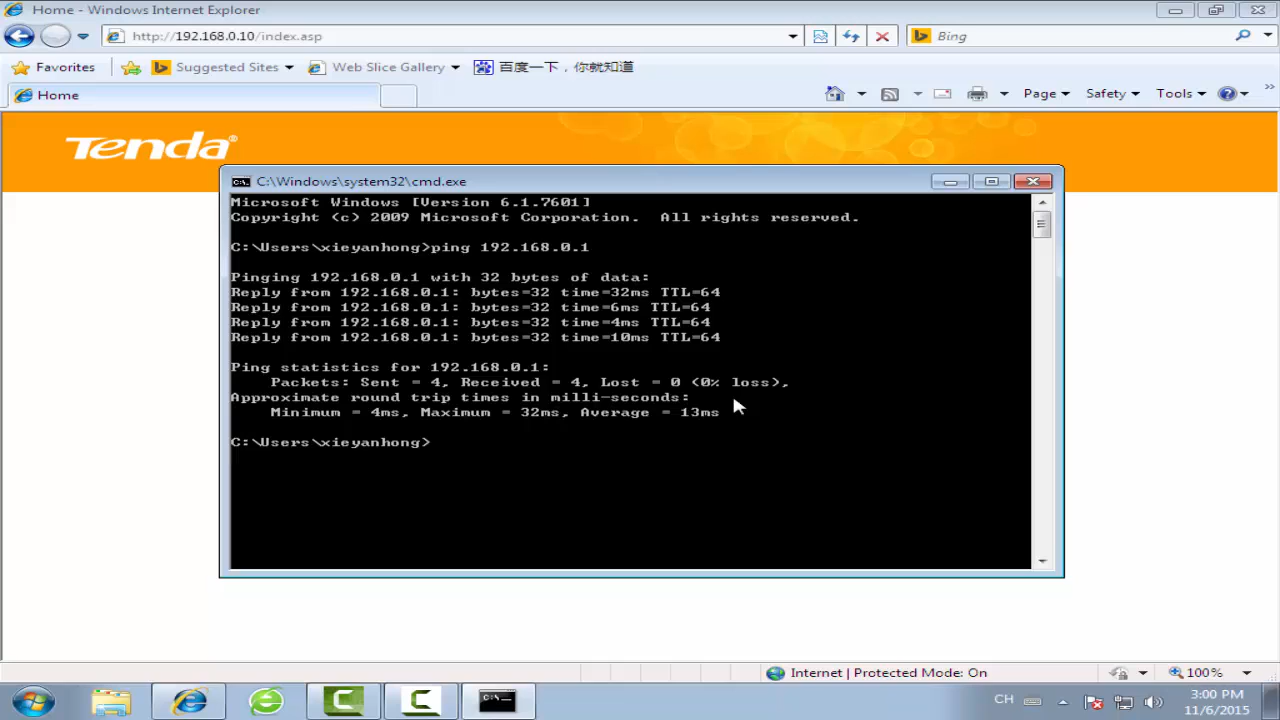 Home - Windows Internet Explorer
http://192.168.0.10/index.asp
Bing
Favorites
Suggested Sites
Web Slice Gallery
百度一下，你就知道
Home
Page
Safety
Tools
Tenda®
C:\Windows\system32\cmd.exe
Microsoft Windows [Version 6.1.7601]
Copyright (c) 2009 Microsoft Corporation.  All rights reserved.
C:\Users\xieyanhong>ping 192.168.0.1
Pinging 192.168.0.1 with 32 bytes of data:
Reply from 192.168.0.1: bytes=32 time=32ms TTL=64
Reply from 192.168.0.1: bytes=32 time=6ms TTL=64
Reply from 192.168.0.1: bytes=32 time=4ms TTL=64
Reply from 192.168.0.1: bytes=32 time=10ms TTL=64
Ping statistics for 192.168.0.1:
Packets: Sent = 4, Received = 4, Lost = 0 (0% loss),
Approximate round trip times in milli-seconds:
Minimum = 4ms, Maximum = 32ms, Average = 13ms
C:\Users\xieyanhong>
Internet | Protected Mode: On
100%
CH
3:00 PM
11/6/2015